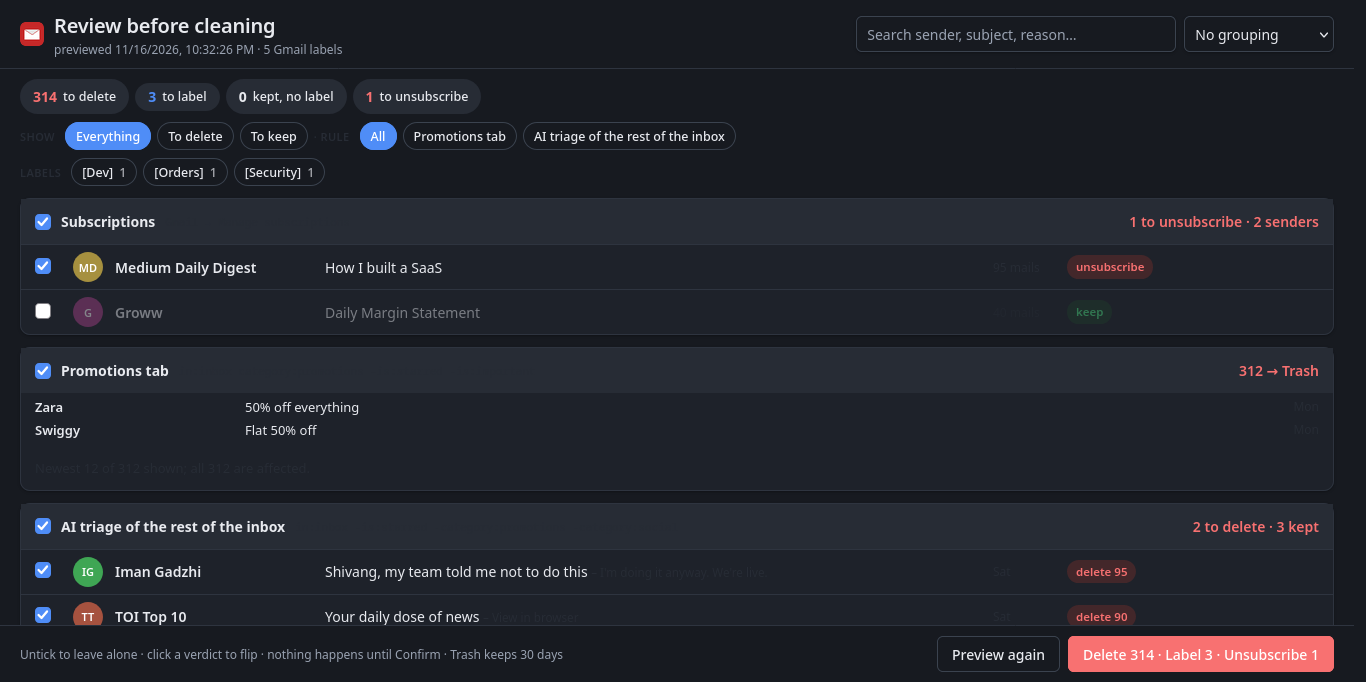 Review before cleaning
previewed 11/16/2026, 10:32:26 PM · 5 Gmail labels
Search sender, subject, reason...
No grouping
314 to delete
3 to label
0 kept, no label
1 to unsubscribe
SHOW Everything To delete To keep · RULE All Promotions tab AI triage of the rest of the inbox
LABELS [Dev] 1 [Orders] 1 [Security] 1
Subscriptions 1 to unsubscribe · 2 senders
MD Medium Daily Digest How I built a SaaS 95 mails unsubscribe
G Groww Daily Margin Statement keep
Promotions tab 312 → Trash
Zara 50% off everything Mon
Swiggy Flat 50% off Mon
Newest 12 of 312 shown; all 312 are affected.
AI triage of the rest of the inbox 2 to delete · 3 kept
IG Iman Gadzhi Shivang, my team told me not to do this – I'm doing it anyway. We're live. Sat delete 95
TT TOI Top 10 Your daily dose of news – View in browser Sat delete 90
Untick to leave alone · click a verdict to flip · nothing happens until Confirm · Trash keeps 30 days
Preview again
Delete 314 · Label 3 · Unsubscribe 1